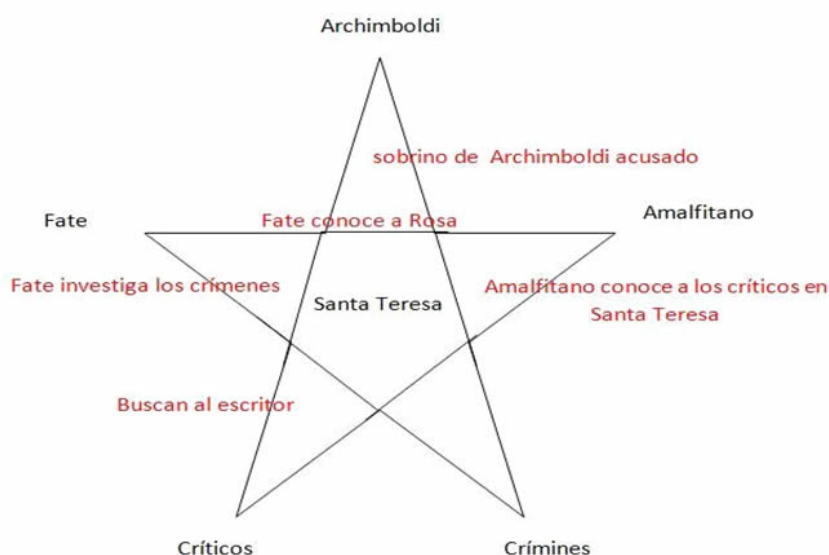 Archimboldi
sobrino de Archimboldi acusado
Fate
Fate conoce a Rosa
Amalfitano
Fate investiga los crímenes
Santa Teresa
Amalfitano conoce a los críticos en
Santa Teresa
Buscan al escritor
Críticos
Crímines